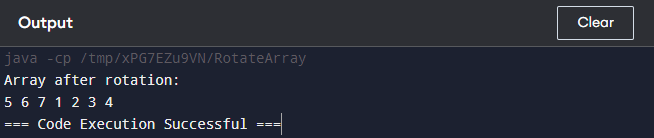 Output
Clear
java -cp /tmp/xPG7EZu9VN/RotateArray
Array after rotation:
5 6 7 1 2 3 4
=== Code Execution Successful ===